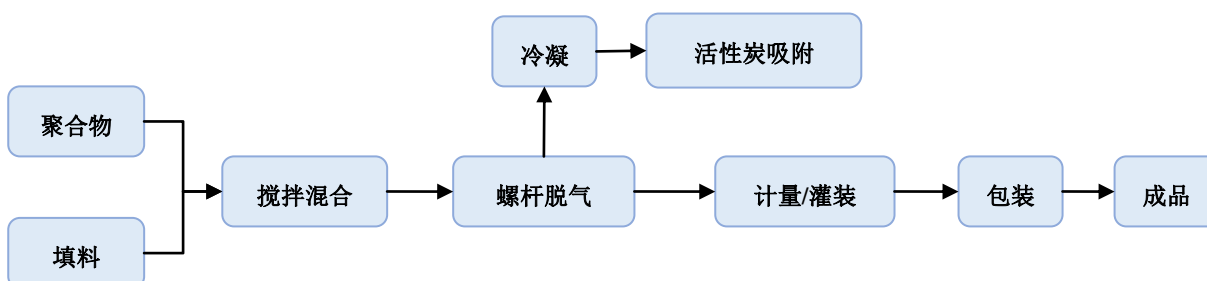 冷凝
活性炭吸附
聚合物
搅拌混合
螺杆脱气
计量/灌装
包装
成品
填料